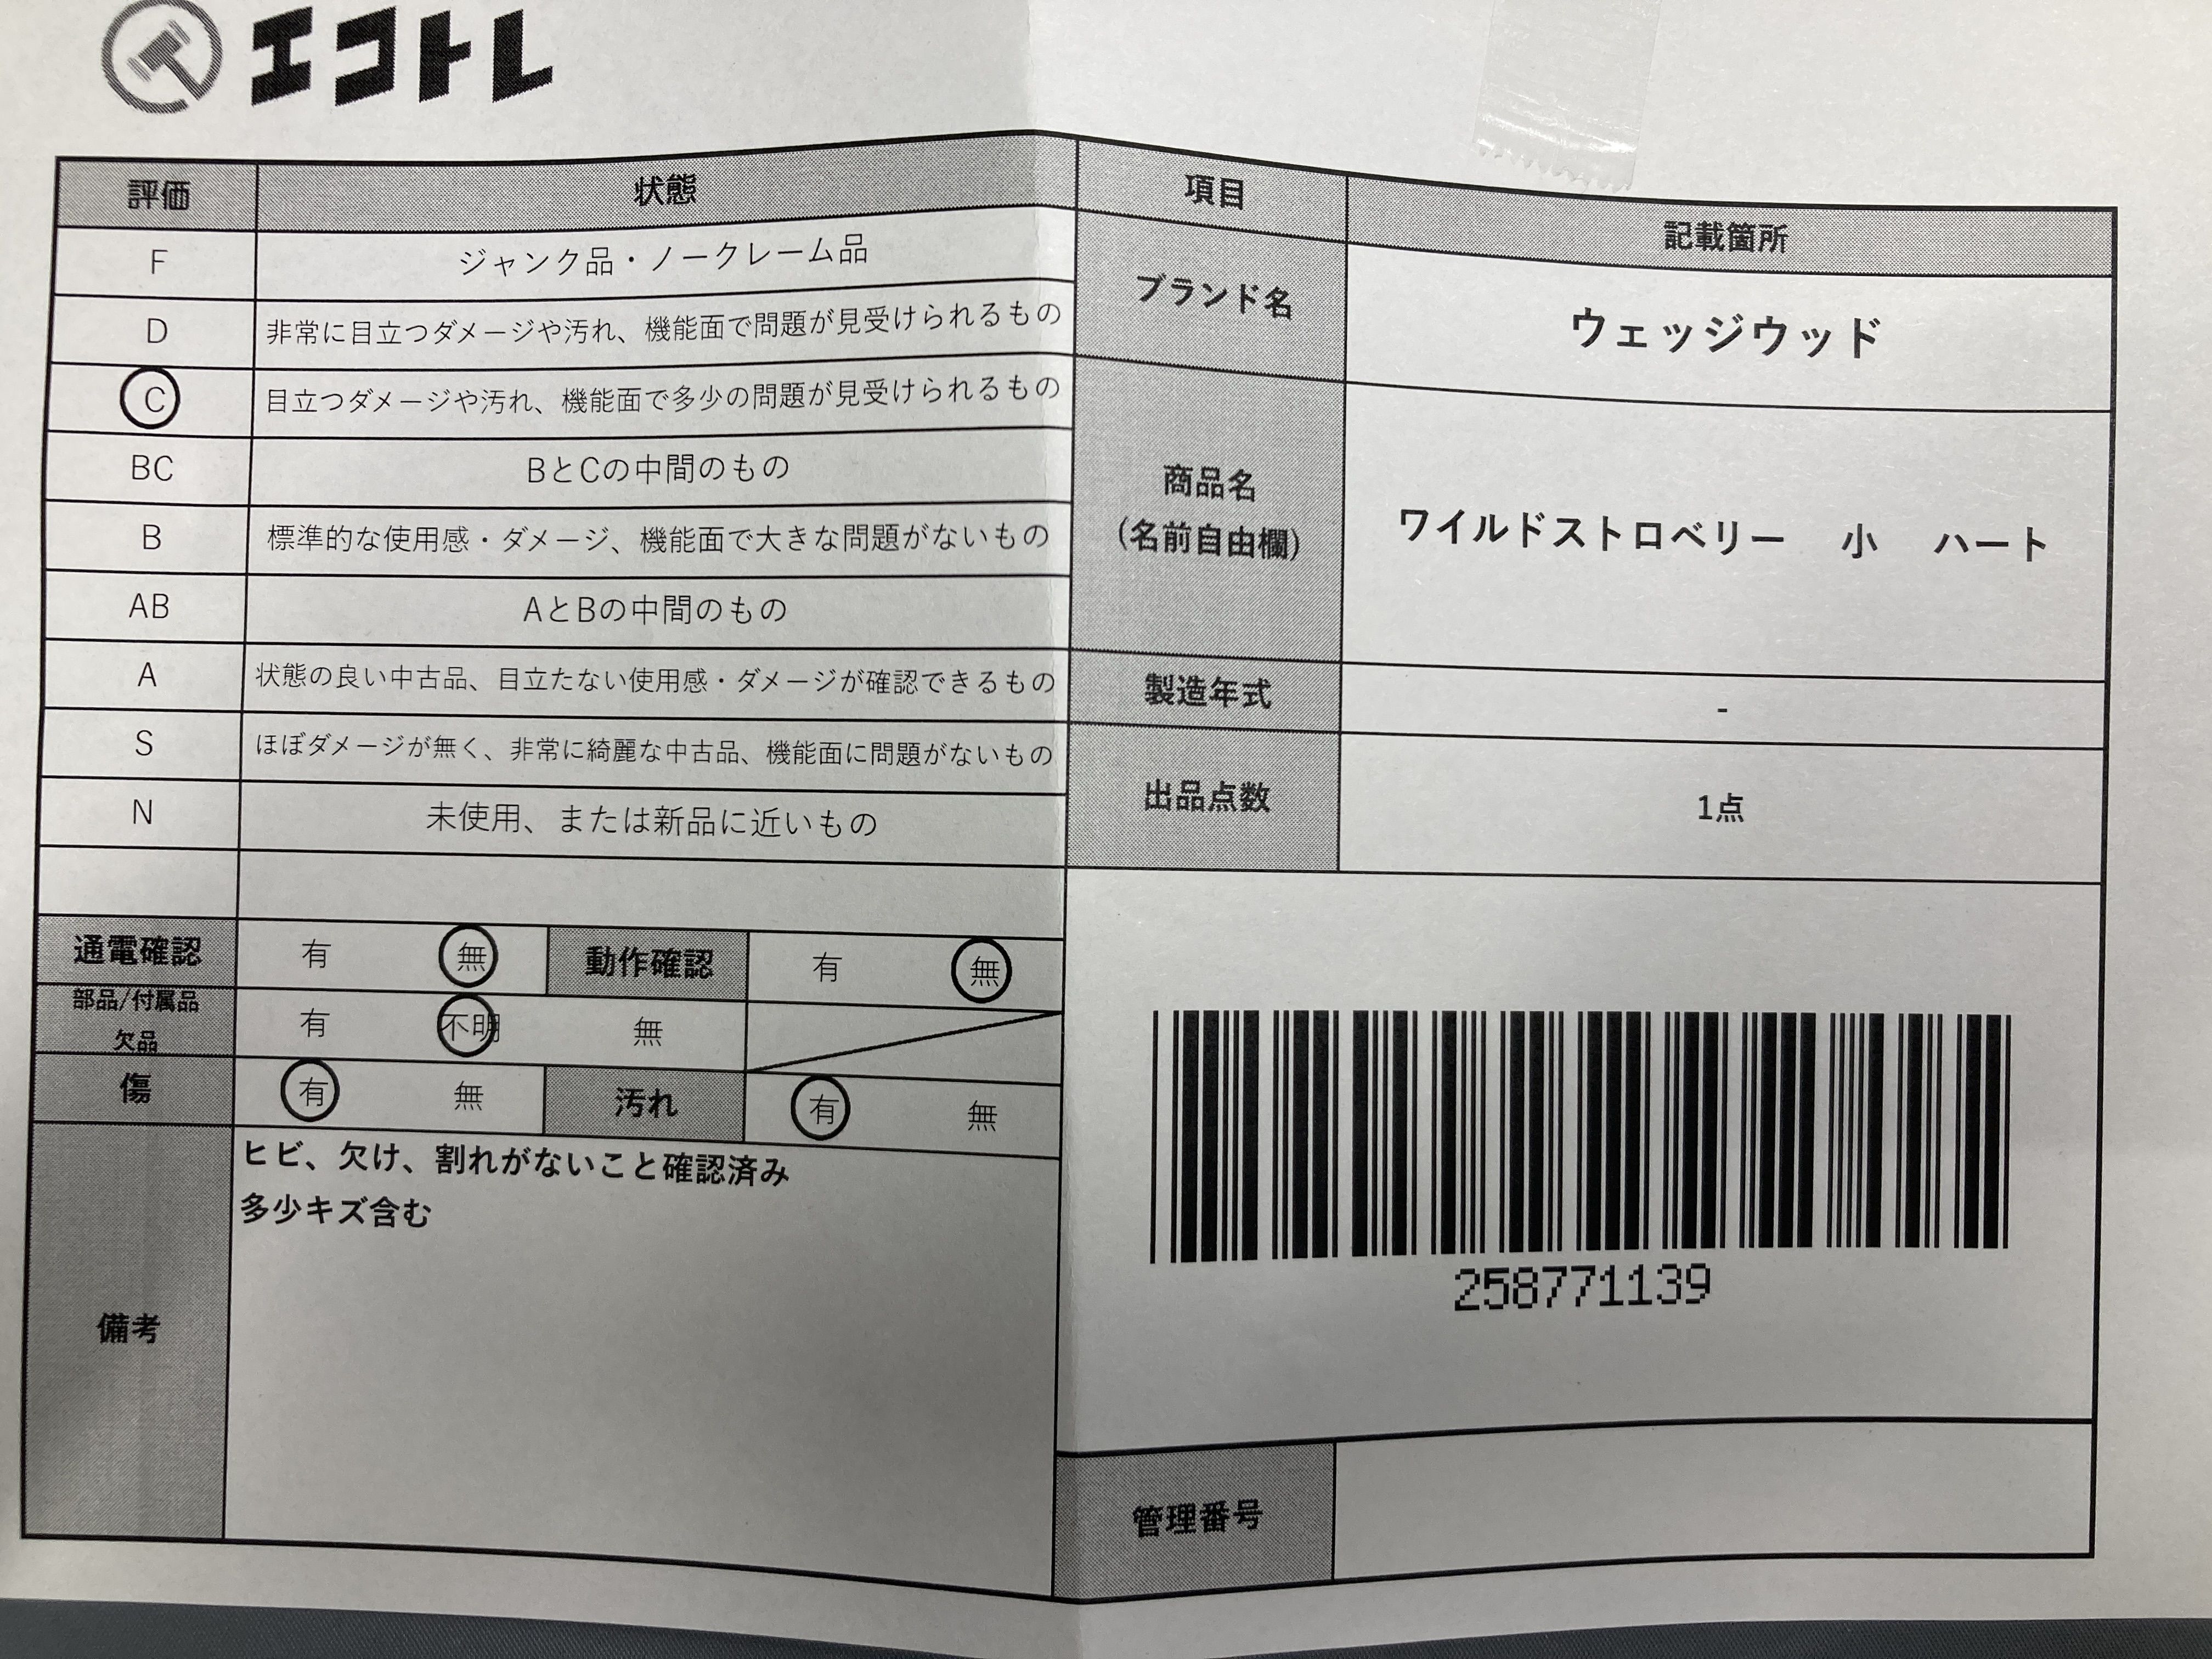 エコトレ
評価 状態
F ジャンク品・ノークレーム品
D 非常に目立つダメージや汚れ、機能面で問題が見受けられるもの
C 目立つダメージや汚れ、機能面で多少の問題が見受けられるもの
BC BとCの中間のもの
B 標準的な使用感・ダメージ、機能面で大きな問題がないもの
AB AとBの中間のもの
A 状態の良い中古品、目立たない使用感・ダメージが確認できるもの
S ほぼダメージが無く、非常に綺麗な中古品、機能面に問題がないもの
N 未使用、または新品に近いもの
通電確認 有 無 動作確認 有 無
部品/付属品
欠品 有 不明 無
傷 有 無 汚れ 有 無
備考
ヒビ、欠け、割れがないこと確認済み
多少キズ含む
項目 記載箇所
ブランド名 ウェッジウッド
商品名
(名前自由欄) ワイルドストロベリー 小 ハート
製造年式 -
出品点数 1点
258771139
管理番号